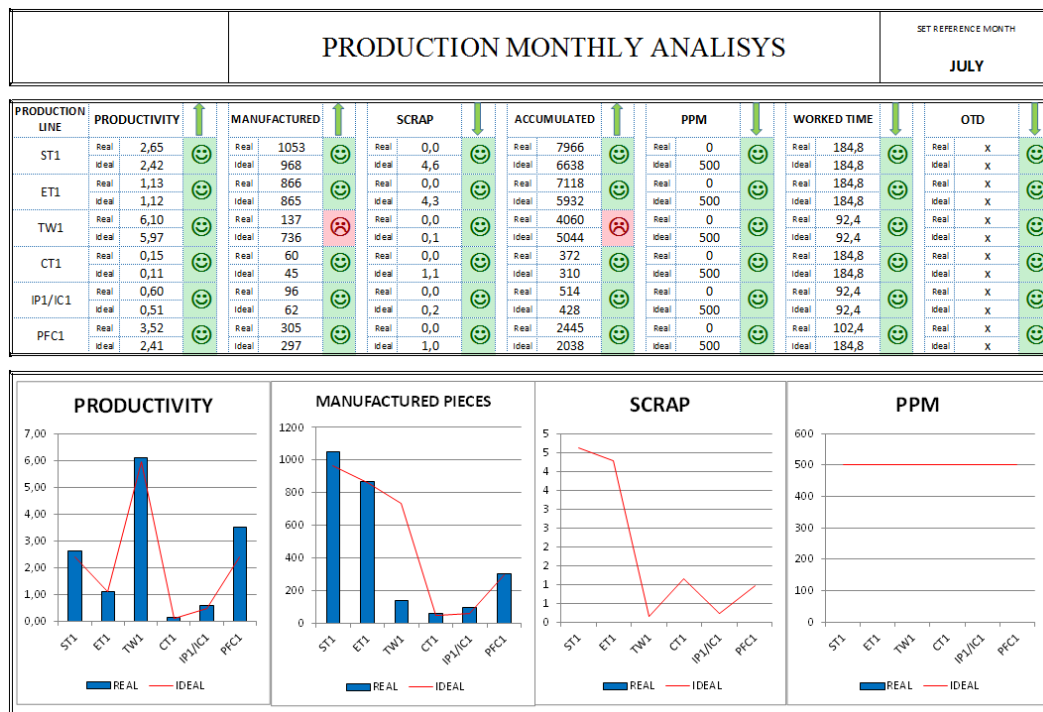 SET REFERENCE MONTH
PRODUCTION MONTHLY ANALISYS
JULY
PRODUCTION LINE PRODUCTIVITY MANUFACTURED SCRAP ACCUMULATED PPM WORKED TIME OTD
ST1
Real 2,65 Real 1053 Real 0,0 Real 7966 Real 0 Real 184,8 Real x
Ideal 2,42 Ideal 968 Ideal 4,6 Ideal 6638 Ideal 500 Ideal 184,8 Ideal x
ET1
Real 1,13 Real 866 Real 0,0 Real 7118 Real 0 Real 184,8 Real x
Ideal 1,12 Ideal 865 Ideal 4,3 Ideal 5932 Ideal 500 Ideal 184,8 Ideal x
TW1
Real 6,10 Real 137 Real 0,0 Real 4060 Real 0 Real 92,4 Real x
Ideal 5,97 Ideal 736 Ideal 0,1 Ideal 5044 Ideal 500 Ideal 92,4 Ideal x
CT1
Real 0,15 Real 60 Real 0,0 Real 372 Real 0 Real 184,8 Real x
Ideal 0,11 Ideal 45 Ideal 1,1 Ideal 310 Ideal 500 Ideal 184,8 Ideal x
IP1/IC1
Real 0,60 Real 96 Real 0,0 Real 514 Real 0 Real 92,4 Real x
Ideal 0,51 Ideal 62 Ideal 0,2 Ideal 428 Ideal 500 Ideal 92,4 Ideal x
PFC1
Real 3,52 Real 305 Real 0,0 Real 2445 Real 0 Real 102,4 Real x
Ideal 2,41 Ideal 297 Ideal 1,0 Ideal 2038 Ideal 500 Ideal 184,8 Ideal x
PRODUCTIVITY
7,00
6,00
5,00
4,00
3,00
2,00
1,00
0,00
ST1 ET1 TW1 CT1 IP1/IC1 PFC1
REAL IDEAL
MANUFACTURED PIECES
1200
1000
800
600
400
200
0
ST1 ET1 TW1 CT1 IP1/IC1 PFC1
REAL IDEAL
SCRAP
5
5
4
4
3
3
2
2
1
1
0
ST1 ET1 TW1 CT1 IP1/IC1 PFC1
REAL IDEAL
PPM
600
500
400
300
200
100
0
ST1 ET1 TW1 CT1 IP1/IC1 PFC1
REAL IDEAL